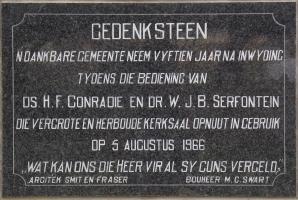 GEDENKSTEEN
'N DANKBARE GEMEENTE NEEM VYFTIEN JAAR NA INWYDING
TYDENS DIE BEDIENING VAN
DS. H.F. CONRADIE EN DR. W.J.B. SERFONTEIN
DIE VERGROTE EN HERBOUDE KERKSAAL OPNUUT IN GEBRUIK
OP 5 AUGUSTUS 1966
„WAT KAN ONS DIE HEER VIR AL SY GUNS VERGELD„
ARGITEK SMIT EN FRASER BOUHEER M.C. SWART